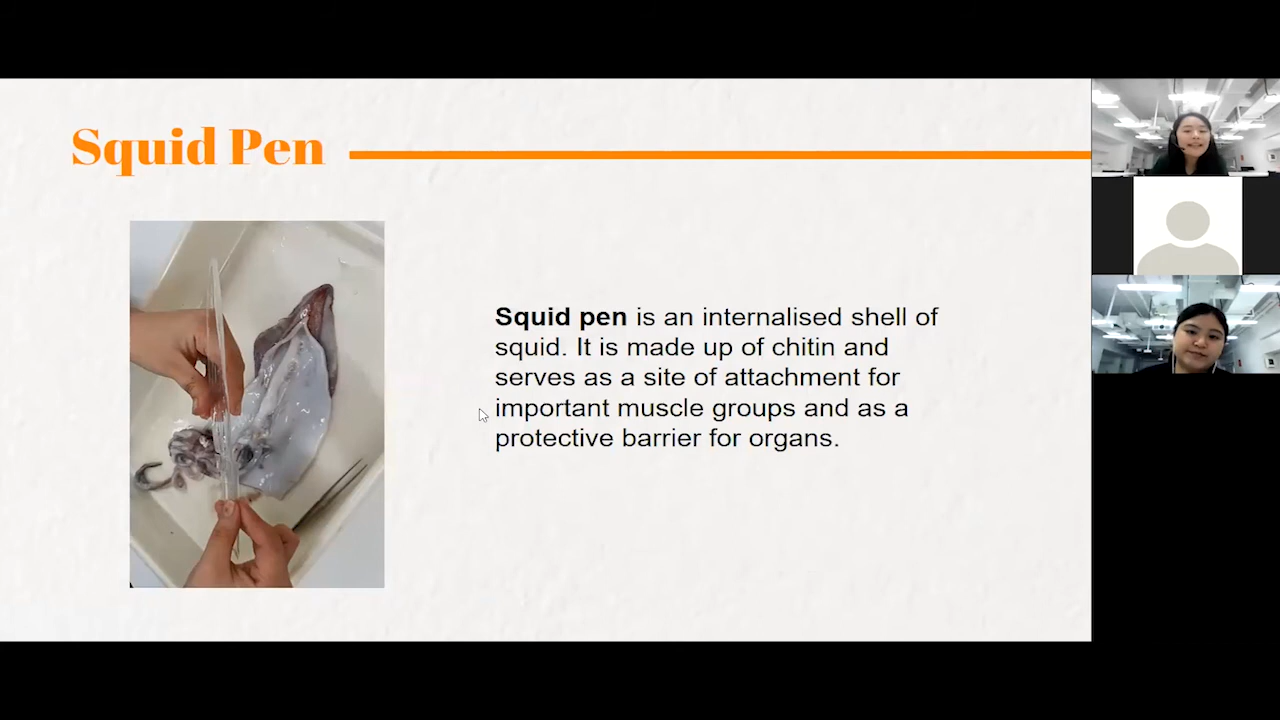 Squid Pen
Squid pen is an internalised shell of
squid. It is made up of chitin and
serves as a site of attachment for
important muscle groups and as a
protective barrier for organs.